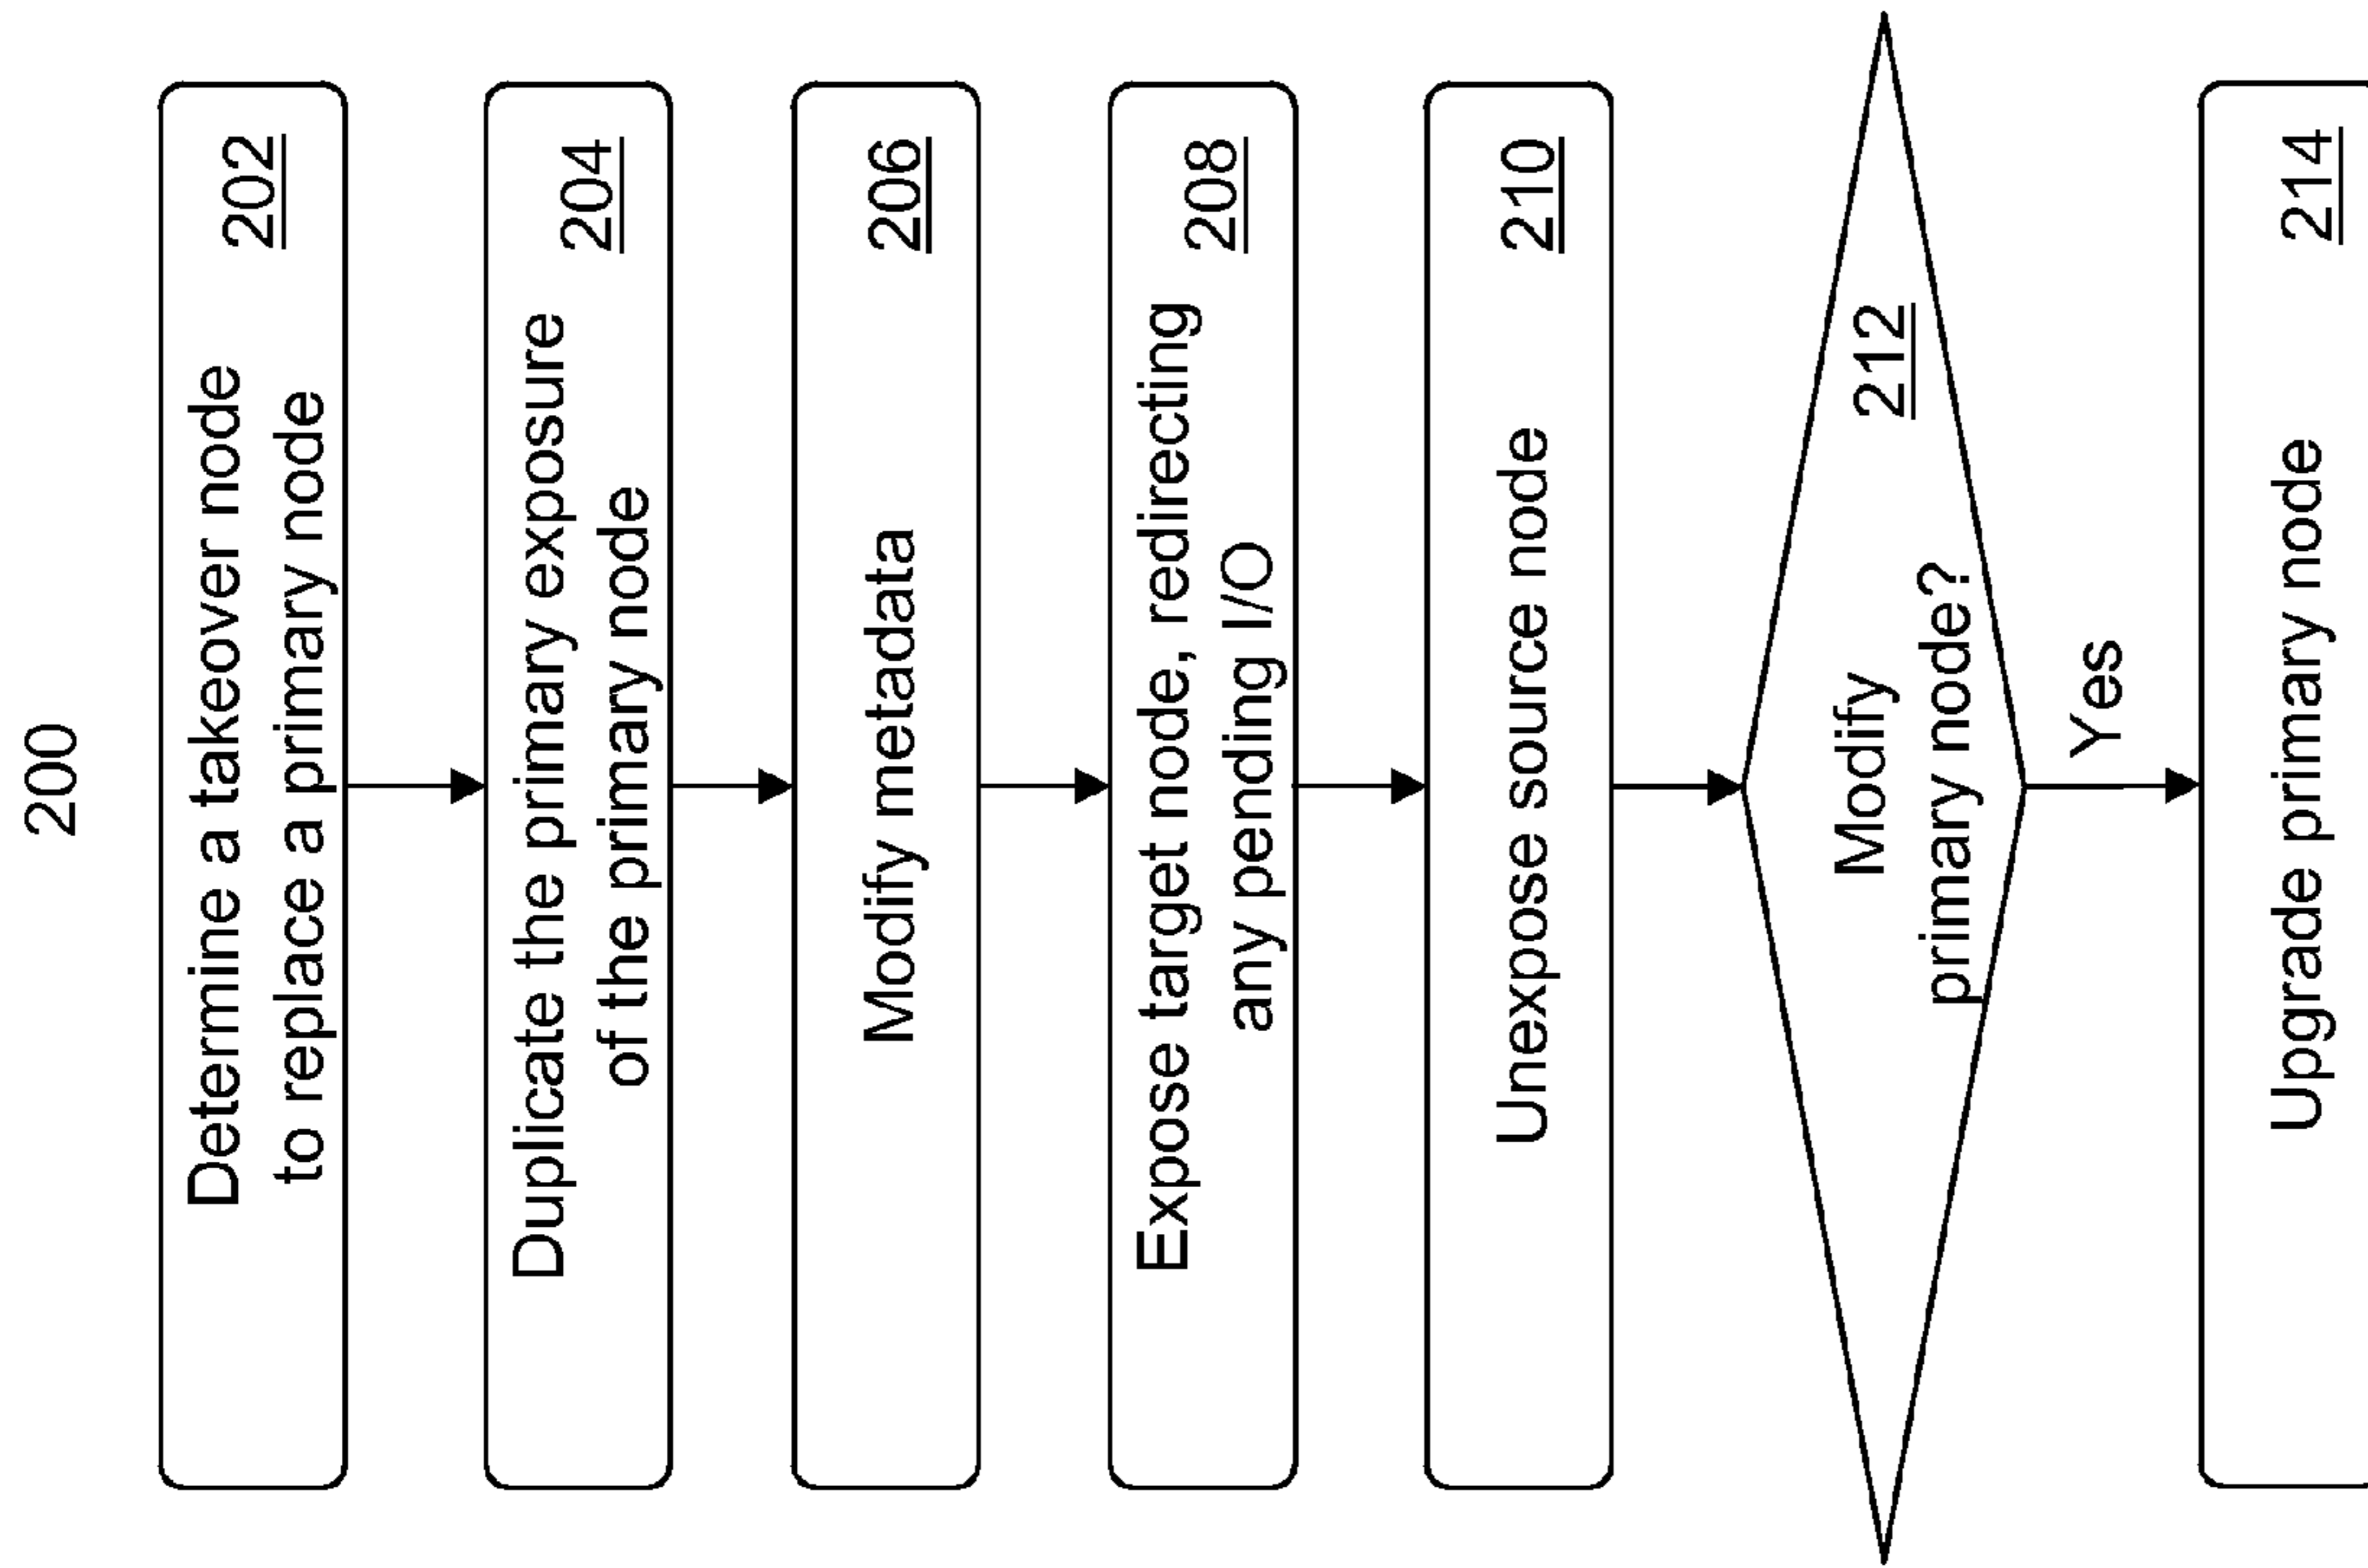 200
Determine a takeover node
to replace a primary node
202
Duplicate the primary exposure
of the primary node
204
Modify metadata
206
Expose target node, redirecting
any pending I/O
208
Unexpose source node
210
Modify
primary node?
212
Yes
Upgrade primary node
214